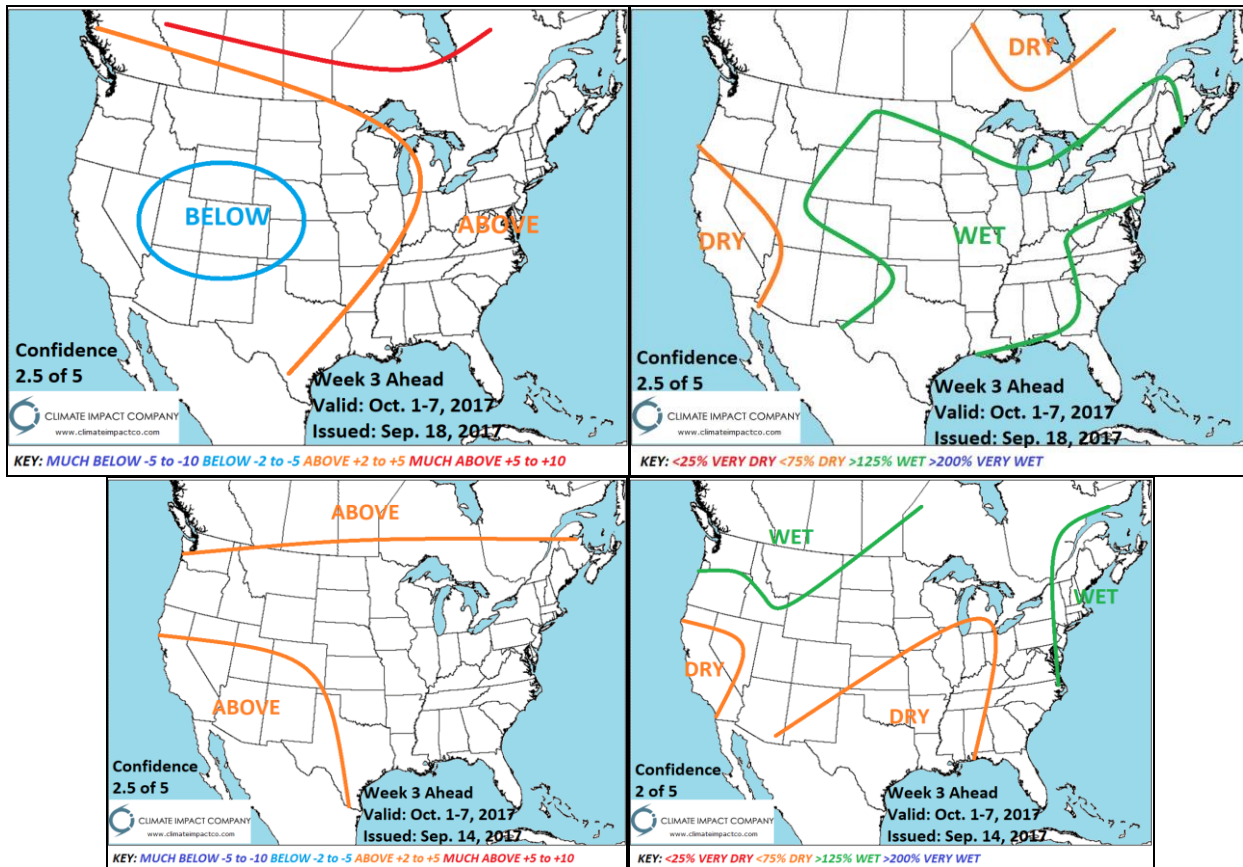 BELOW
ABOVE
Confidence
2.5 of 5
CLIMATE IMPACT COMPANY
www.climateimpactco.com
Week 3 Ahead
Valid: Oct. 1-7, 2017
Issued: Sep. 18, 2017
KEY: MUCH BELOW -5 to -10 BELOW -2 to -5 ABOVE +2 to +5 MUCH ABOVE +5 to +10
DRY
DRY
WET
Confidence
2.5 of 5
CLIMATE IMPACT COMPANY
www.climateimpactco.com
Week 3 Ahead
Valid: Oct. 1-7, 2017
Issued: Sep. 18, 2017
KEY: <25% VERY DRY <75% DRY >125% WET >200% VERY WET
ABOVE
ABOVE
Confidence
2.5 of 5
CLIMATE IMPACT COMPANY
www.climateimpactco.com
Week 3 Ahead
Valid: Oct. 1-7, 2017
Issued: Sep. 14, 2017
KEY: MUCH BELOW -5 to -10 BELOW -2 to -5 ABOVE +2 to +5 MUCH ABOVE +5 to +10
WET
WET
DRY
DRY
Confidence
2 of 5
CLIMATE IMPACT COMPANY
www.climateimpactco.com
Week 3 Ahead
Valid: Oct. 1-7, 2017
Issued: Sep. 14, 2017
KEY: <25% VERY DRY <75% DRY >125% WET >200% VERY WET